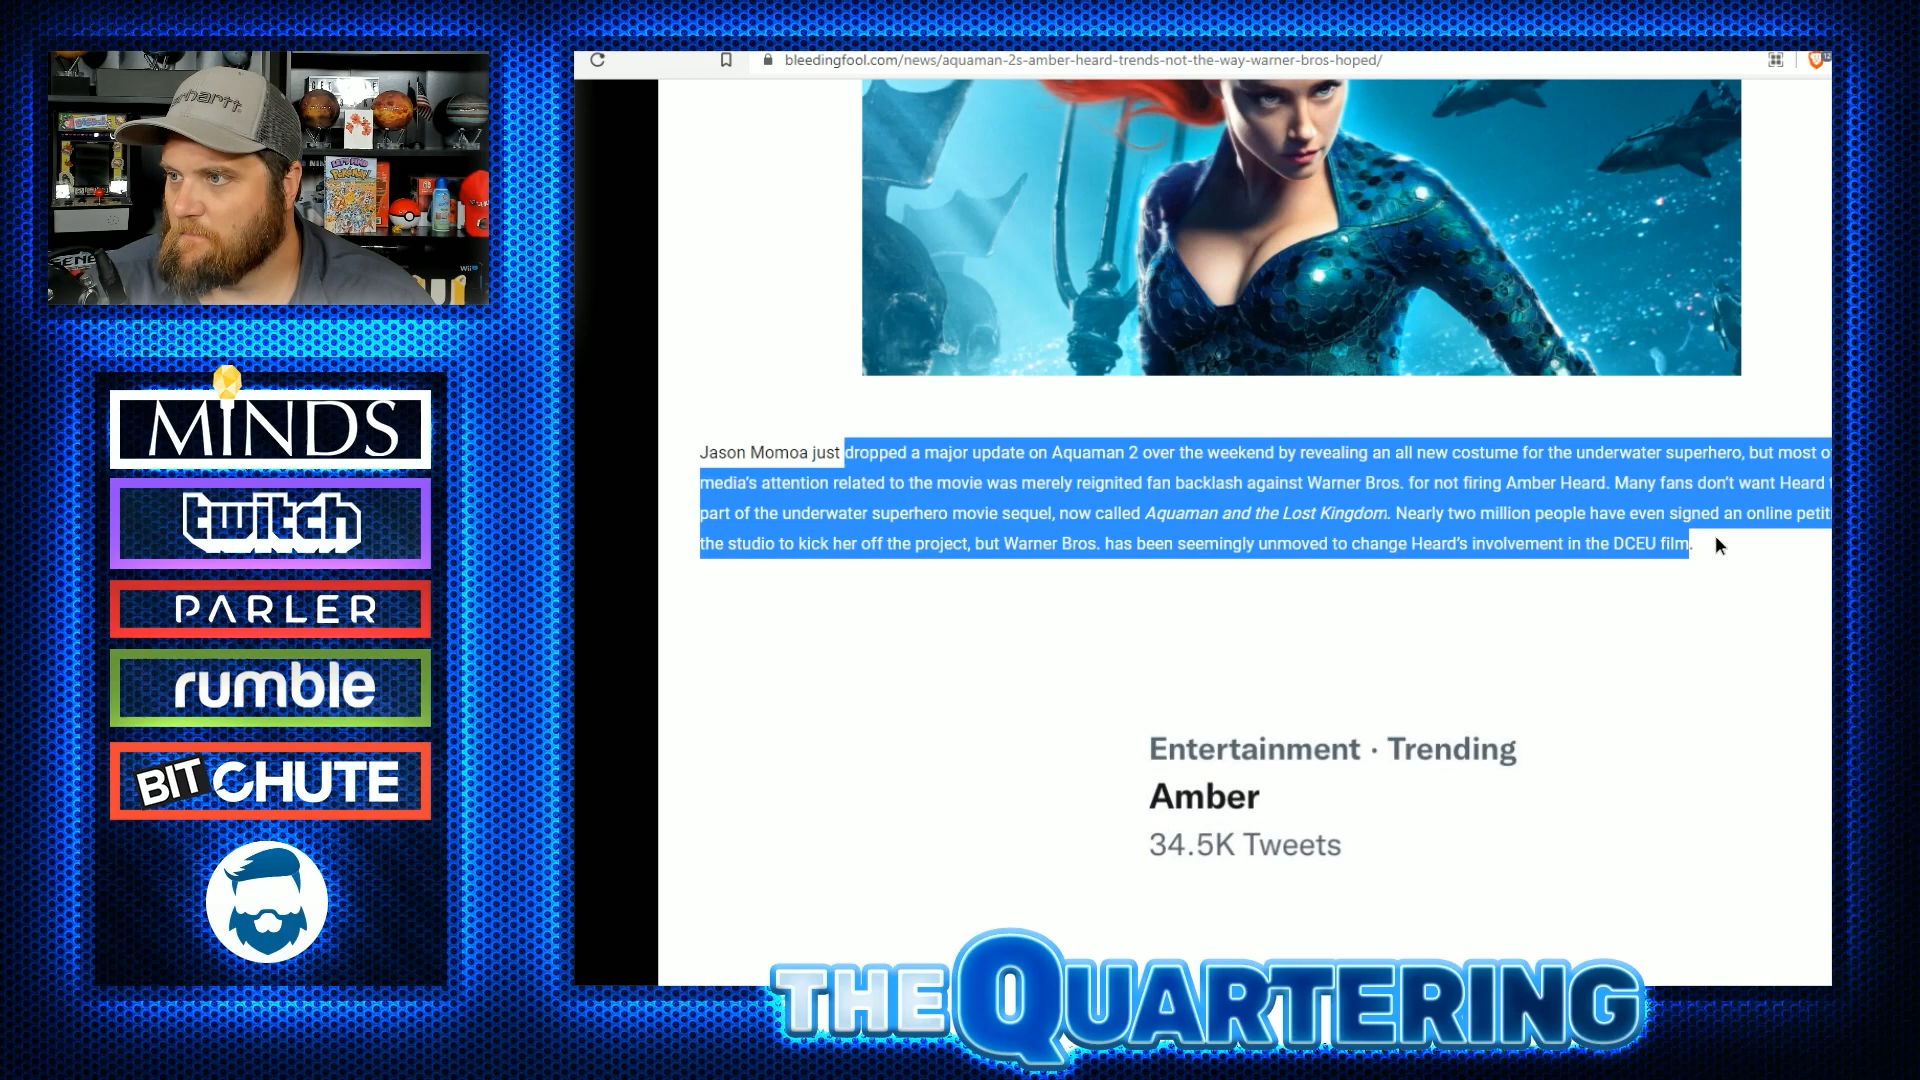 bleedingfool.com/news/aquaman-2s-amber-heard-trends-not-the-way-warner-bros-hoped/
carhartt
Wii
MINDS
twitch
PARLER
rumble
BITCHUTE
Jason Momoa just dropped a major update on Aquaman 2 over the weekend by revealing an all new costume for the underwater superhero, but most o
media's attention related to the movie was merely reignited fan backlash against Warner Bros. for not firing Amber Heard. Many fans don't want Heard
part of the underwater superhero movie sequel, now called Aquaman and the Lost Kingdom. Nearly two million people have even signed an online petit
the studio to kick her off the project, but Warner Bros. has been seemingly unmoved to change Heard's involvement in the DCEU film.
Entertainment · Trending
Amber
34.5K Tweets
THE QUARTERING